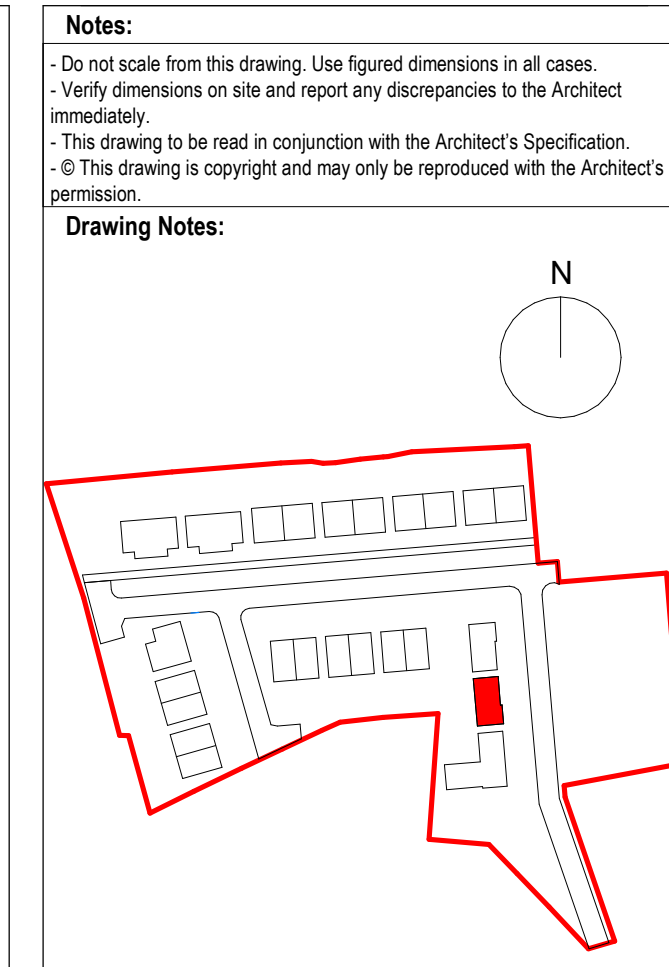 Notes:
- Do not scale from this drawing. Use figured dimensions in all cases.
- Verify dimensions on site and report any discrepancies to the Architect
immediately.
- This drawing to be read in conjunction with the Architect's Specification.
- © This drawing is copyright and may only be reproduced with the Architect's
permission.
Drawing Notes:
N